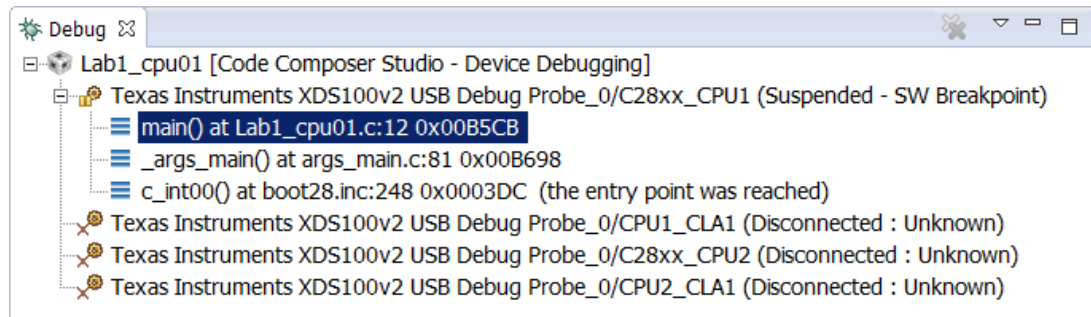 Debug
Lab1_cpu01 [Code Composer Studio - Device Debugging]
Texas Instruments XDS100v2 USB Debug Probe_0/C28xx_CPU1 (Suspended - SW Breakpoint)
main() at Lab1_cpu01.c:12 0x00B5CB
_args_main() at args_main.c:81 0x00B698
c_int00() at boot28.inc:248 0x0003DC (the entry point was reached)
Texas Instruments XDS100v2 USB Debug Probe_0/CPU1_CLA1 (Disconnected : Unknown)
Texas Instruments XDS100v2 USB Debug Probe_0/C28xx_CPU2 (Disconnected : Unknown)
Texas Instruments XDS100v2 USB Debug Probe_0/CPU2_CLA1 (Disconnected : Unknown)